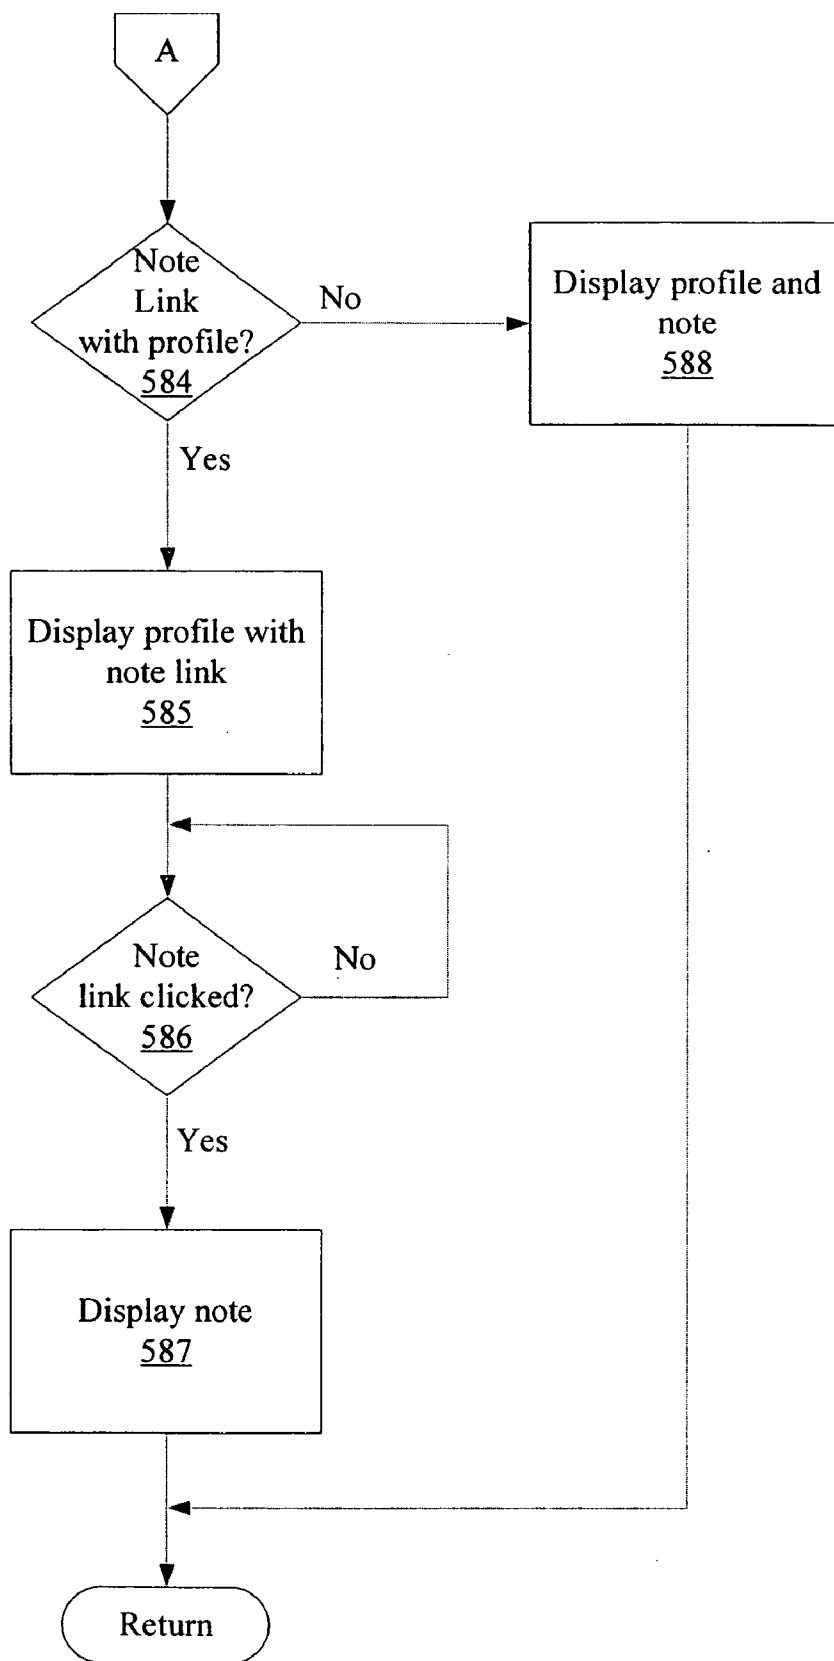 A
Note
Link
with profile?
584
No
Display profile and
note
588
Yes
Display profile with
note link
585
Note
link clicked?
586
No
Yes
Display note
587
Return